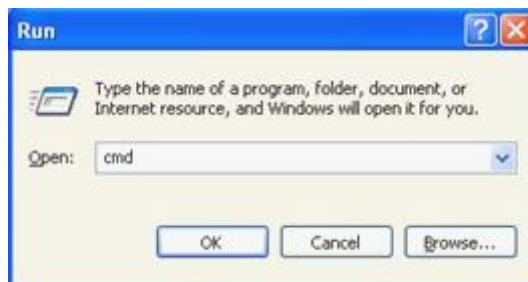 Run
Type the name of a program, folder, document, or
Internet resource, and Windows will open it for you.
Open: cmd
OK Cancel Browse...